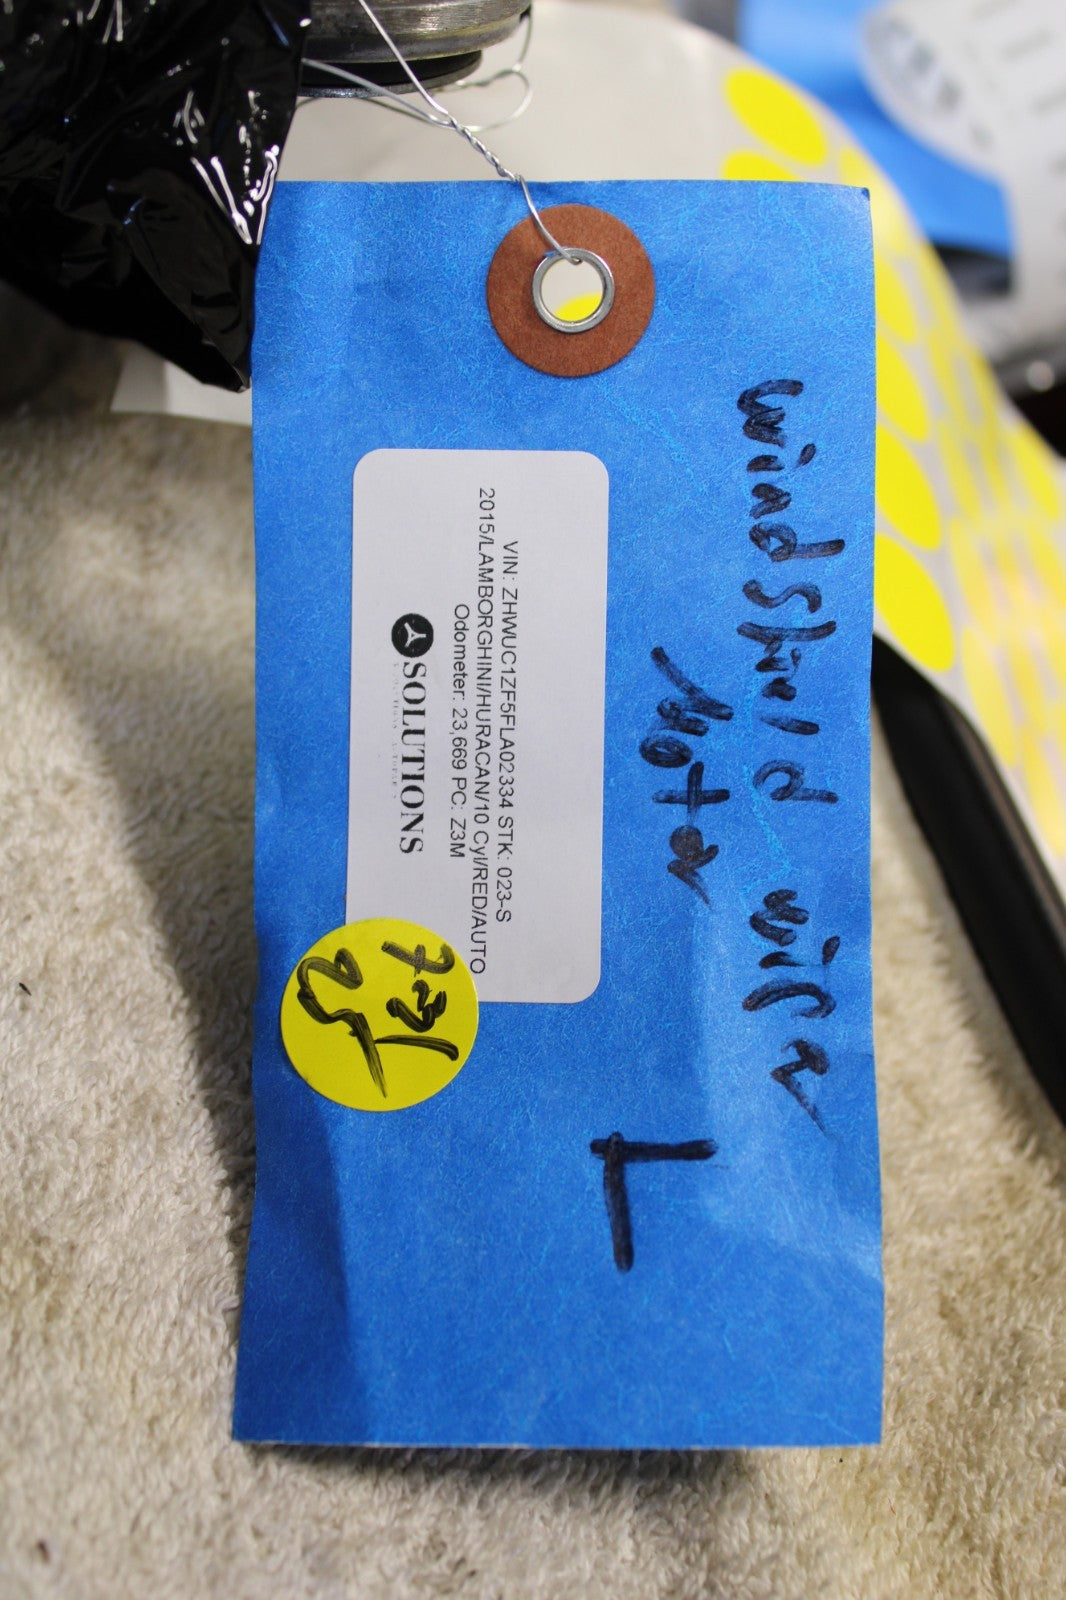 windshield wiper
Motor
L
VIN: ZHWUC1ZF5FLA02334 STK: 023-S
2015/LAMBORGHINI/HURACAN/10 Cyl/RED/AUTO
Odometer: 23,669 PC: Z3M
SOLUTIONS
25